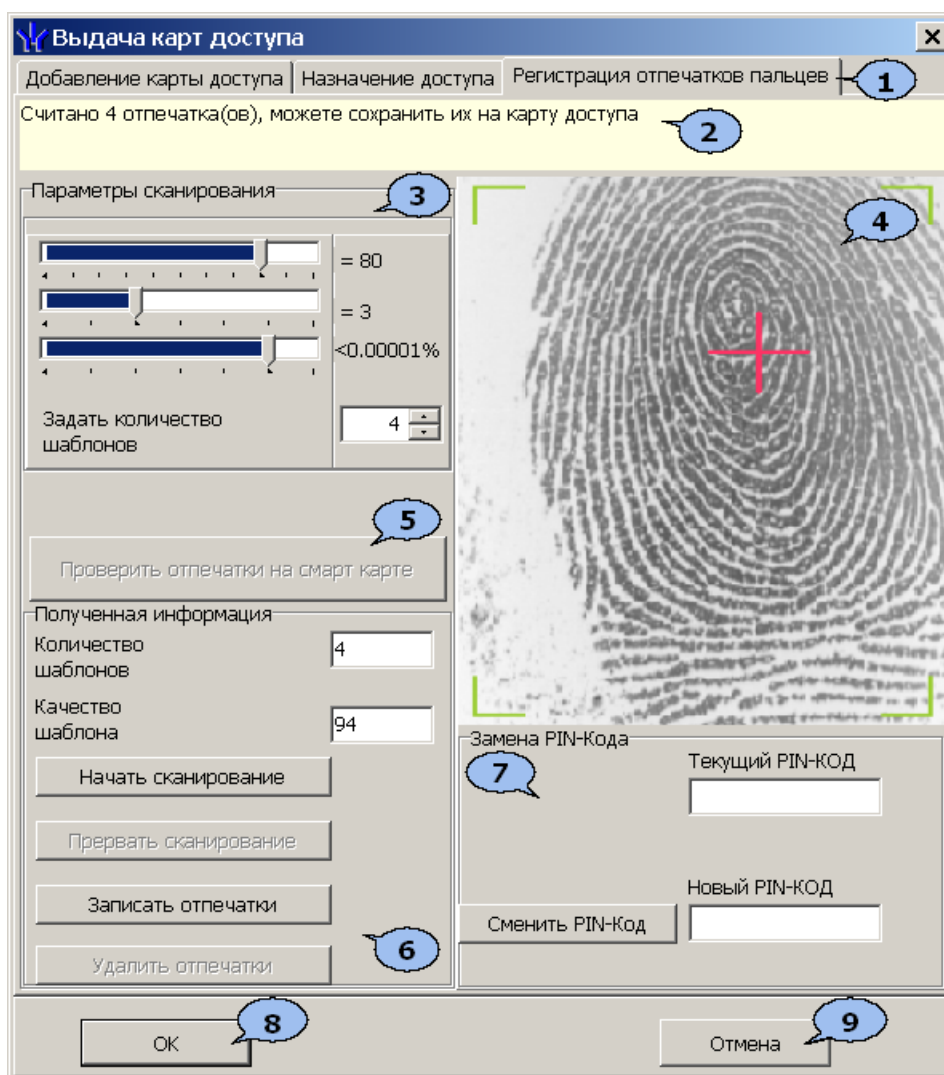 Выдача карт доступа
Добавление карты доступа
Назначение доступа
Регистрация отпечатков пальцев
1
Считано 4 отпечатка(ов), можете сохранить их на карту доступа
2
Параметры сканирования
3
4
= 80
= 3
<0.00001%
Задать количество
шаблонов
4
5
Проверить отпечатки на смарт карте
Полученная информация
Количество
шаблонов
4
Качество
шаблона
94
Начать сканирование
Прервать сканирование
Записать отпечатки
Удалить отпечатки
6
Замена PIN-Кода
7
Текущий PIN-КОД
Новый PIN-КОД
Сменить PIN-Код
8
OK
9
Отмена